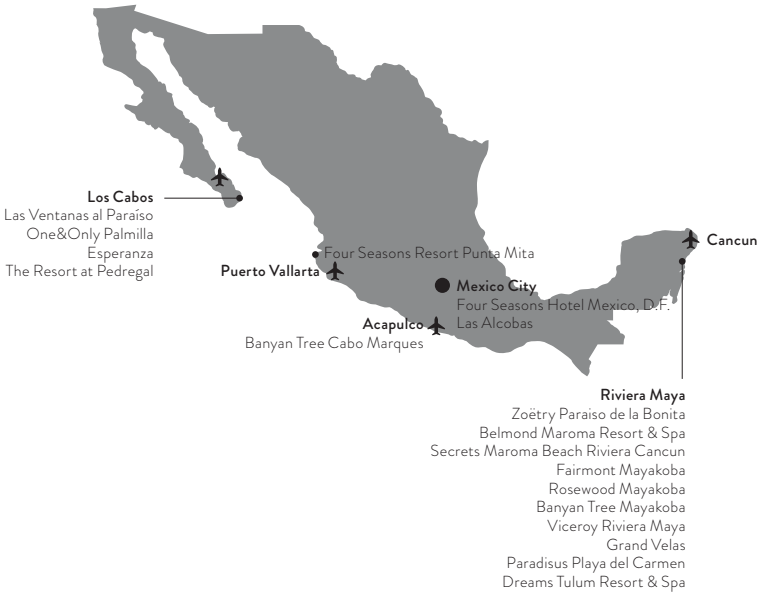 Los Cabos
Las Ventanas al Paraíso
One&Only Palmilla
Esperanza
The Resort at Pedregal
Four Seasons Resort Punta Mita
Puerto Vallarta
Cancun
Mexico City
Four Seasons Hotel Mexico, D.F.
Las Alcobas
Acapulco
Banyan Tree Cabo Marques
Riviera Maya
Zoëtry Paraiso de la Bonita
Belmond Maroma Resort & Spa
Secrets Maroma Beach Riviera Cancun
Fairmont Mayakoba
Rosewood Mayakoba
Banyan Tree Mayakoba
Viceroy Riviera Maya
Grand Velas
Paradisus Playa del Carmen
Dreams Tulum Resort & Spa